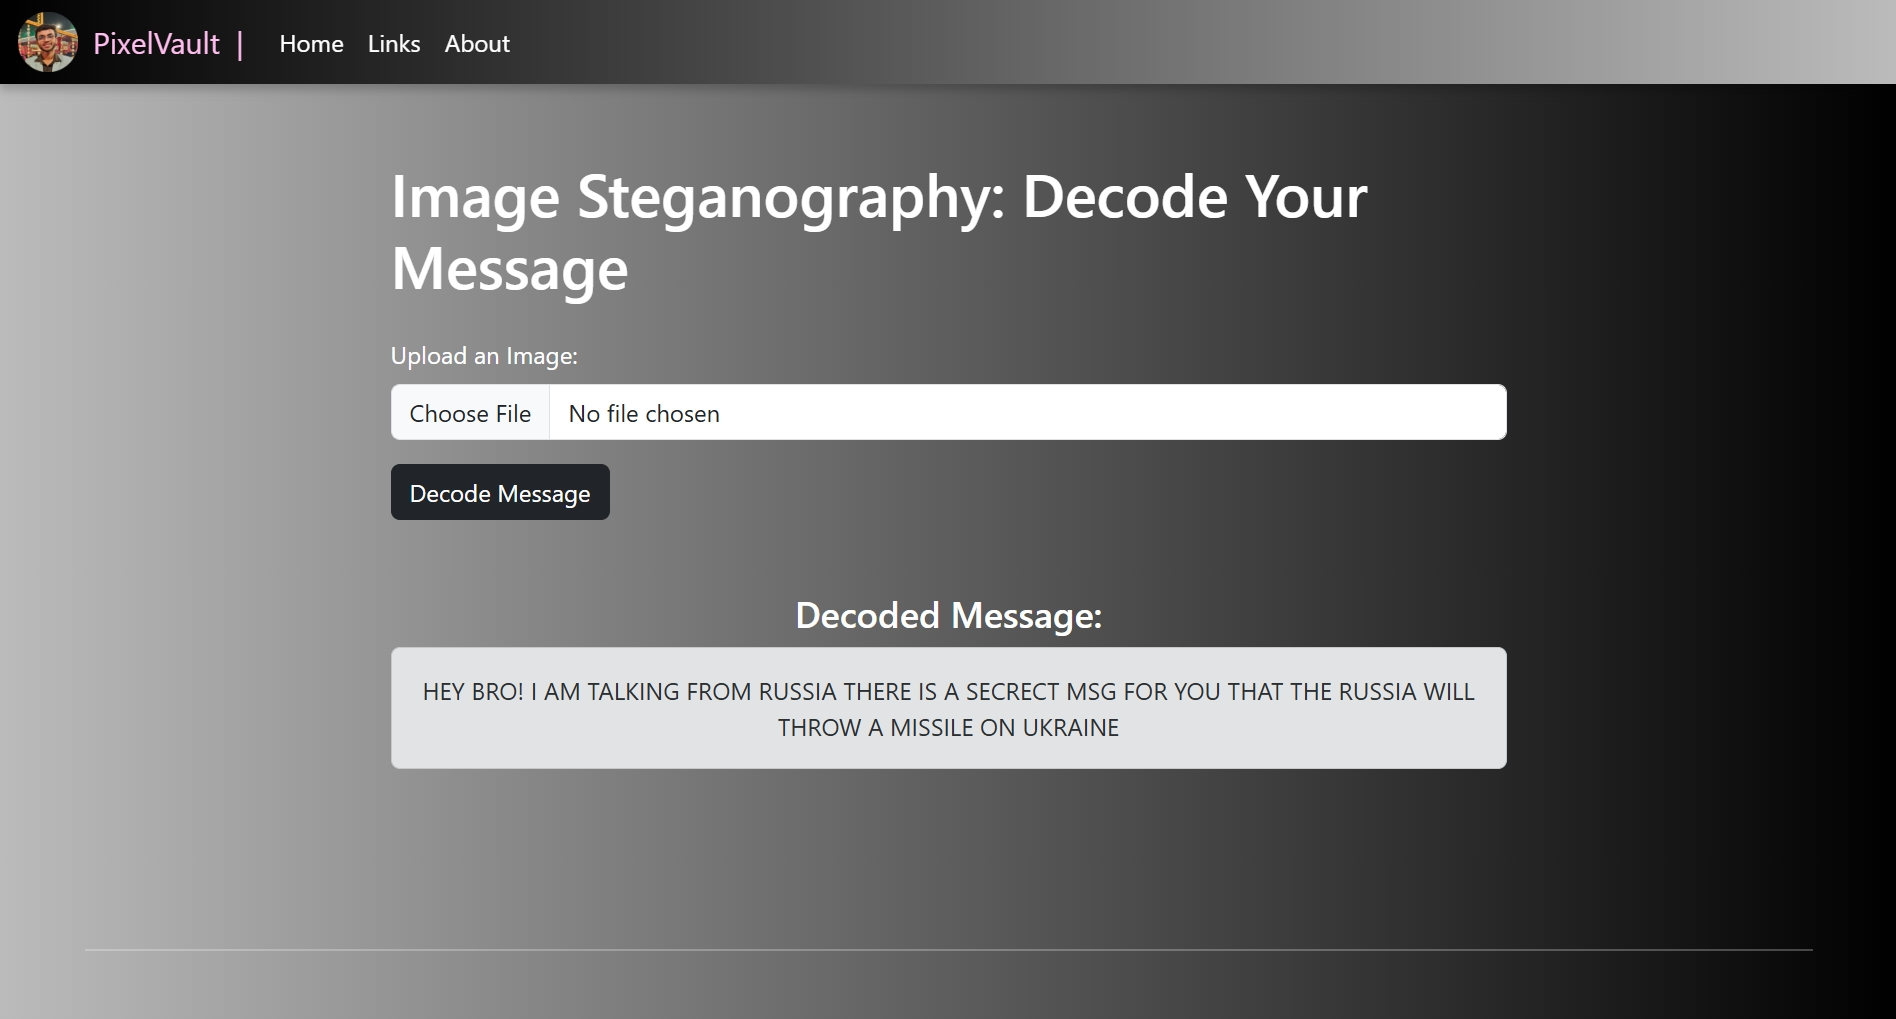 PixelVault | Home Links About
Image Steganography: Decode Your
Message
Upload an Image:
Choose File No file chosen
Decode Message
Decoded Message:
HEY BRO! I AM TALKING FROM RUSSIA THERE IS A SECRECT MSG FOR YOU THAT THE RUSSIA WILL
THROW A MISSILE ON UKRAINE